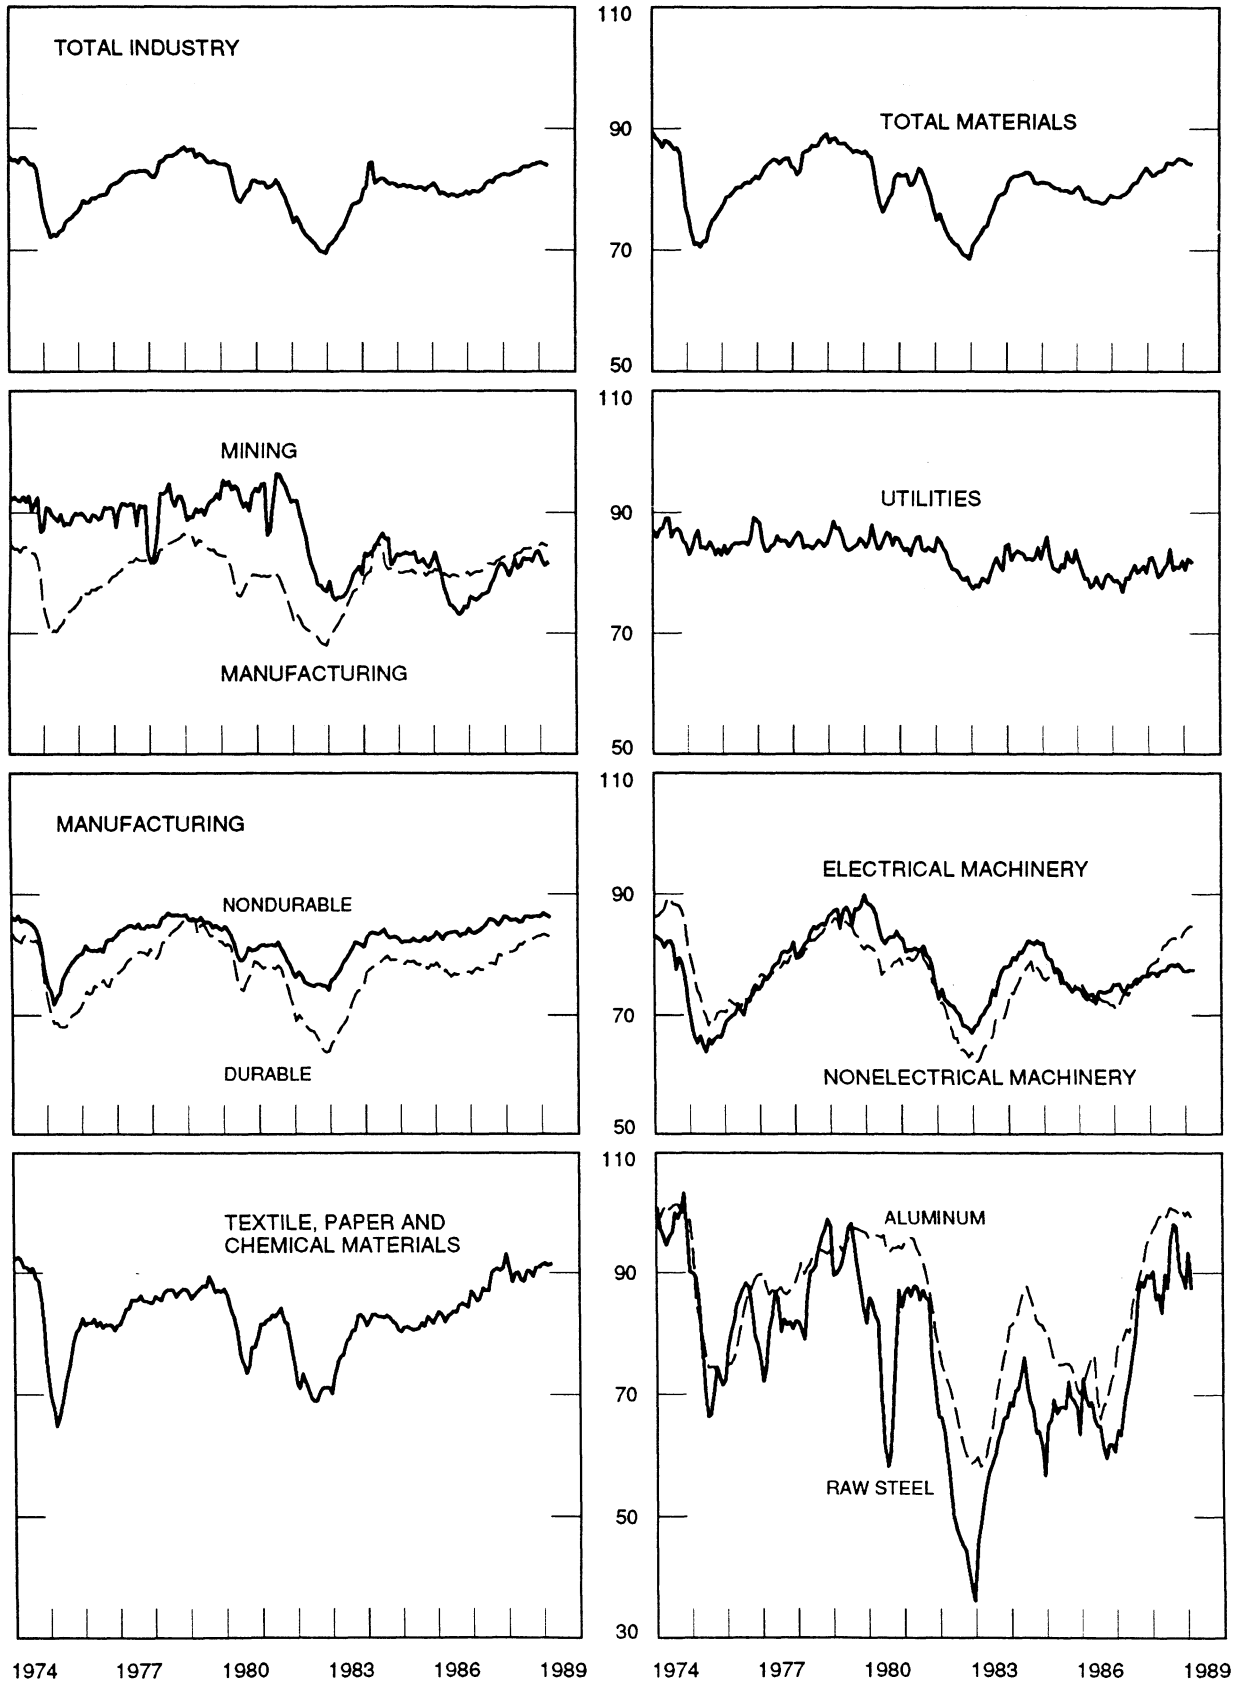 TOTAL INDUSTRY
110
90
TOTAL MATERIALS
70
50
MINING
MANUFACTURING
110
90
UTILITIES
70
50
MANUFACTURING
NONDURABLE
DURABLE
110
90
ELECTRICAL MACHINERY
70
NONELECTRICAL MACHINERY
50
TEXTILE, PAPER AND
CHEMICAL MATERIALS
110
ALUMINUM
90
70
RAW STEEL
50
30
1974 1977 1980 1983 1986 1989
1974 1977 1980 1983 1986 1989